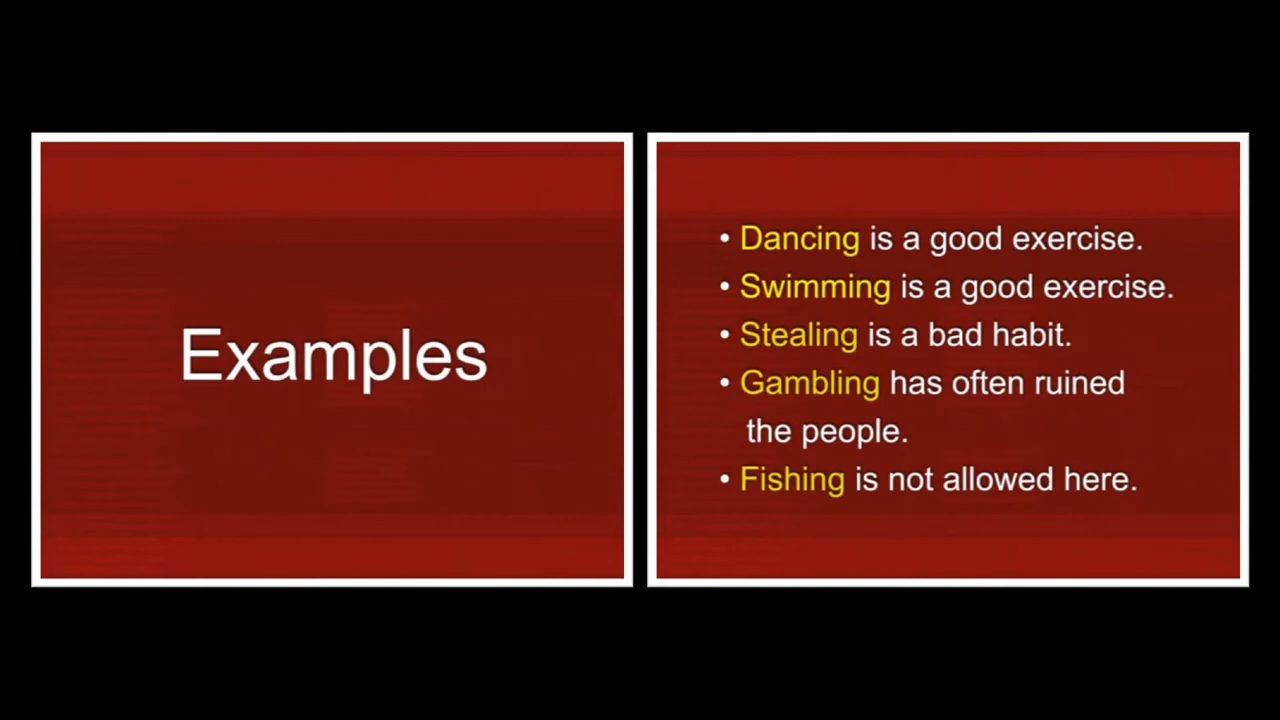 Examples
• Dancing is a good exercise.
• Swimming is a good exercise.
• Stealing is a bad habit.
• Gambling has often ruined
the people.
• Fishing is not allowed here.